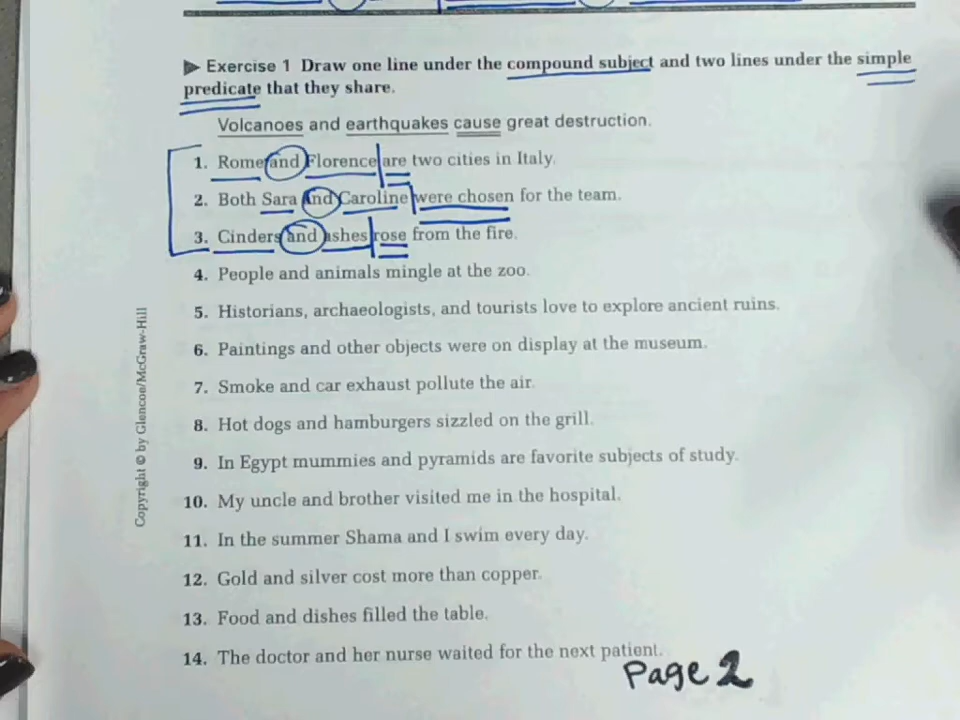 Exercise 1 Draw one line under the compound subject and two lines under the simple
predicate that they share.
Volcanoes and earthquakes cause great destruction.
1. Rome and Florence are two cities in Italy.
2. Both Sara and Caroline were chosen for the team.
3. Cinders and ashes rose from the fire.
4. People and animals mingle at the zoo.
5. Historians, archaeologists, and tourists love to explore ancient ruins.
6. Paintings and other objects were on display at the museum.
7. Smoke and car exhaust pollute the air.
8. Hot dogs and hamburgers sizzled on the grill.
9. In Egypt mummies and pyramids are favorite subjects of study.
10. My uncle and brother visited me in the hospital.
11. In the summer Shama and I swim every day.
12. Gold and silver cost more than copper.
13. Food and dishes filled the table.
14. The doctor and her nurse waited for the next patient.
Page 2
Copyright © by Glencoe/McGraw-Hill